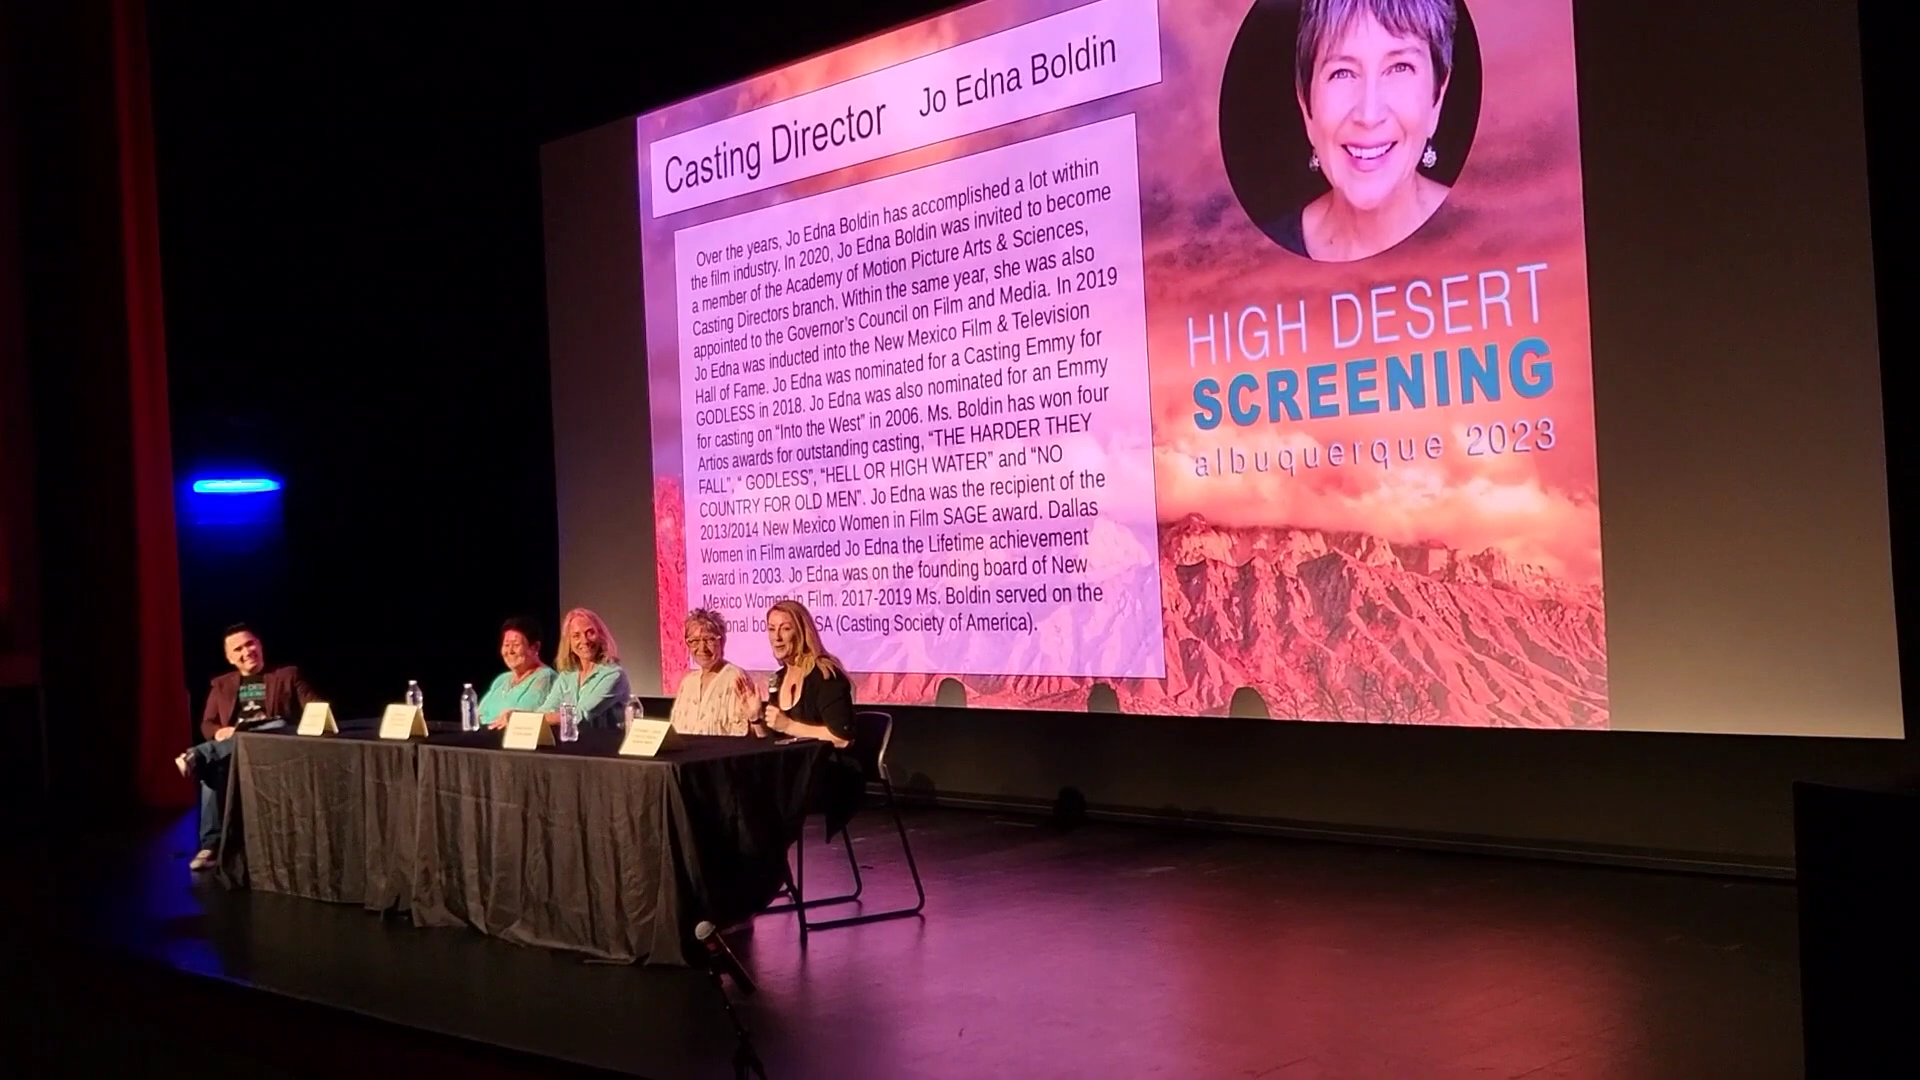 Casting Director Jo Edna Boldin
Over the years, Jo Edna Boldin has accomplished a lot within
the film industry. In 2020, Jo Edna Boldin was invited to become
a member of the Academy of Motion Picture Arts & Sciences,
Casting Directors branch. Within the same year, she was also
appointed to the Governor's Council on Film and Media. In 2019
Jo Edna was inducted into the New Mexico Film & Television
Hall of Fame. Jo Edna was nominated for a Casting Emmy for
GODLESS in 2018. Jo Edna was also nominated for an Emmy
for casting on "Into the West" in 2006. Ms. Boldin has won four
Artios awards for outstanding casting, "THE HARDER THEY
FALL", " GODLESS", "HELL OR HIGH WATER" and "NO
COUNTRY FOR OLD MEN". Jo Edna was the recipient of the
2013/2014 New Mexico Women in Film SAGE award. Dallas
Women in Film awarded Jo Edna the Lifetime achievement
award in 2003. Jo Edna was on the founding board of New
Mexico Women in Film. 2017-2019 Ms. Boldin served on the
(Casting Society of America).
HIGH DESERT
SCREENING
albuquerque 2023